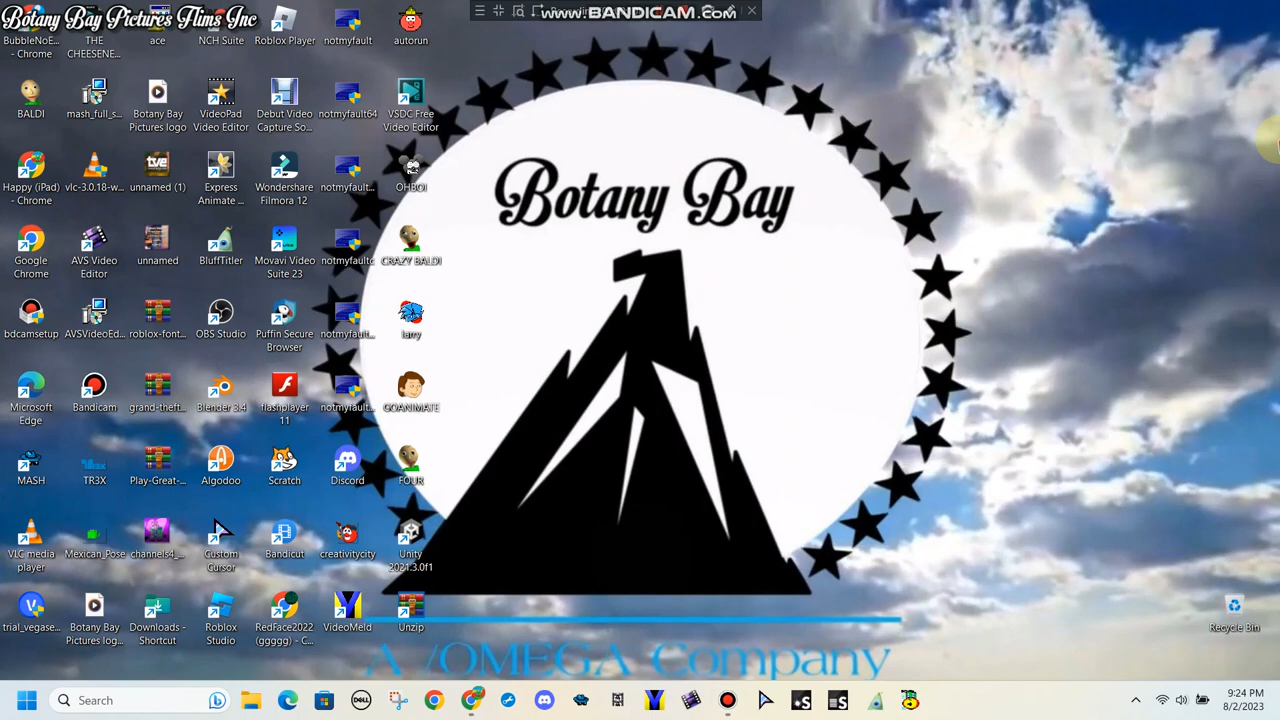 Botany Bay Pictures Flims Inc
www.BANDICAM.com
- Chrome
THE
CHEESENE...
ace
NCH Suite
Roblox Player
notmyfault
autorun
BALDI
mash_full_s...
Botany Bay
Pictures logo
VideoPad
Video Editor
Debut Video
Capture So...
notmyfault64
VSDC Free
Video Editor
Happy (iPad)
- Chrome
vlc-3.0.18-w...
unnamed (1)
Express
Animate ...
Wondershare
Filmora 12
notmyfault...
OHBOI
Google
Chrome
AVS Video
Editor
unnamed
BluffTitler
Movavi Video
Suite 23
notmyfaultc
CRAZY BALDI
bdcamsetup
AVSVideoEd...
roblox-font...
OBS Studio
Puffin Secure
Browser
notmyfault...
larry
Microsoft
Edge
Bandicam
grand-theft...
Blender 3.4
flashplayer
11
notmyfault...
GOANIMATE
MASH
TR3X
Play-Great-...
Algodoo
Scratch
Discord
FOUR
VLC media
player
Mexican_Pose
channels4_...
Custom
Cursor
Bandicut
creativitycity
Unity
2021.3.0f1
trial_vegase...
Botany Bay
Pictures log...
Downloads -
Shortcut
Roblox
Studio
RedFace2022
(ggggg) - C...
VideoMeld
Unzip
Botany Bay
A /OMEGA Company
Recycle Bin
Search
DELL
PM
8/2/2023